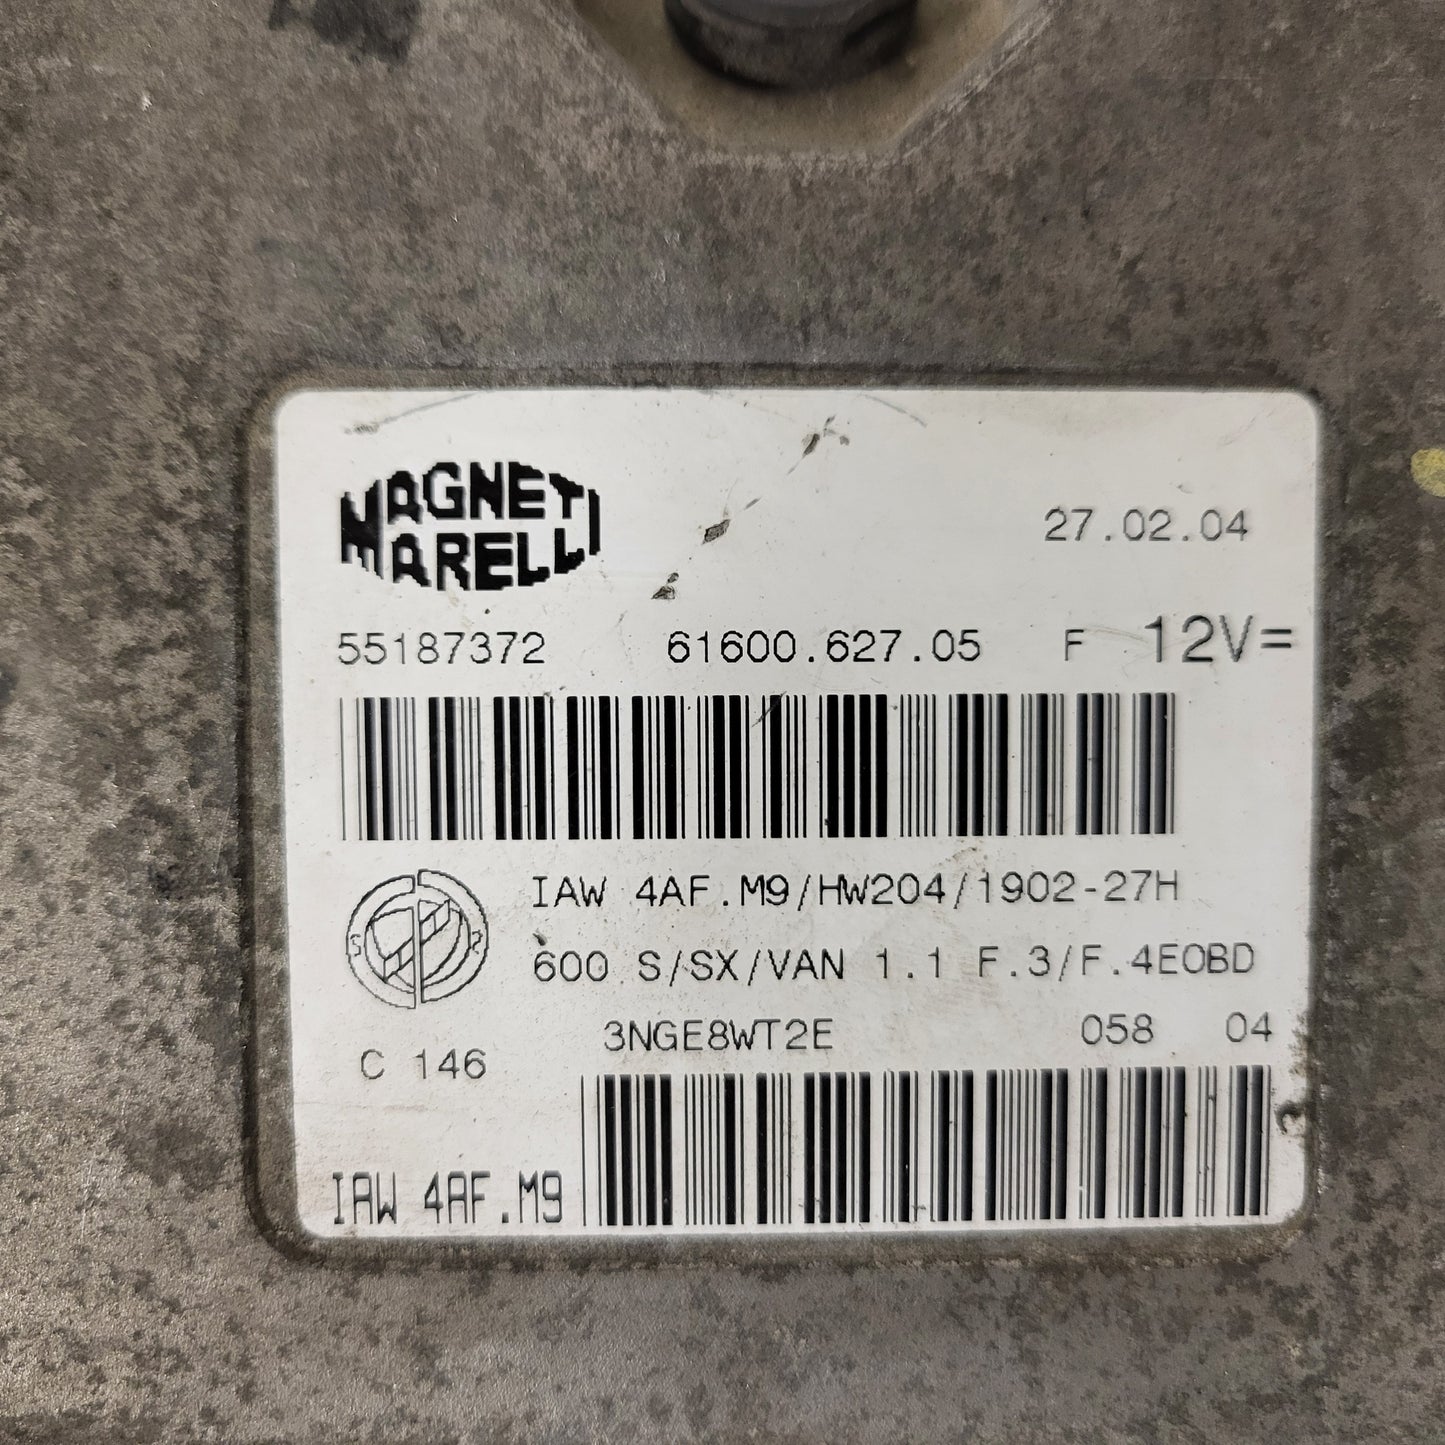 MAGNETI
MARELLI
27.02.04
55187372 61600.627.05 F 12V=
IAW 4AF.M9/HW204/1902-27H
600 S/SX/VAN 1.1 F.3/F.4EOBD
3NGE8WT2E 058 04
C 146
IAW 4AF.M9